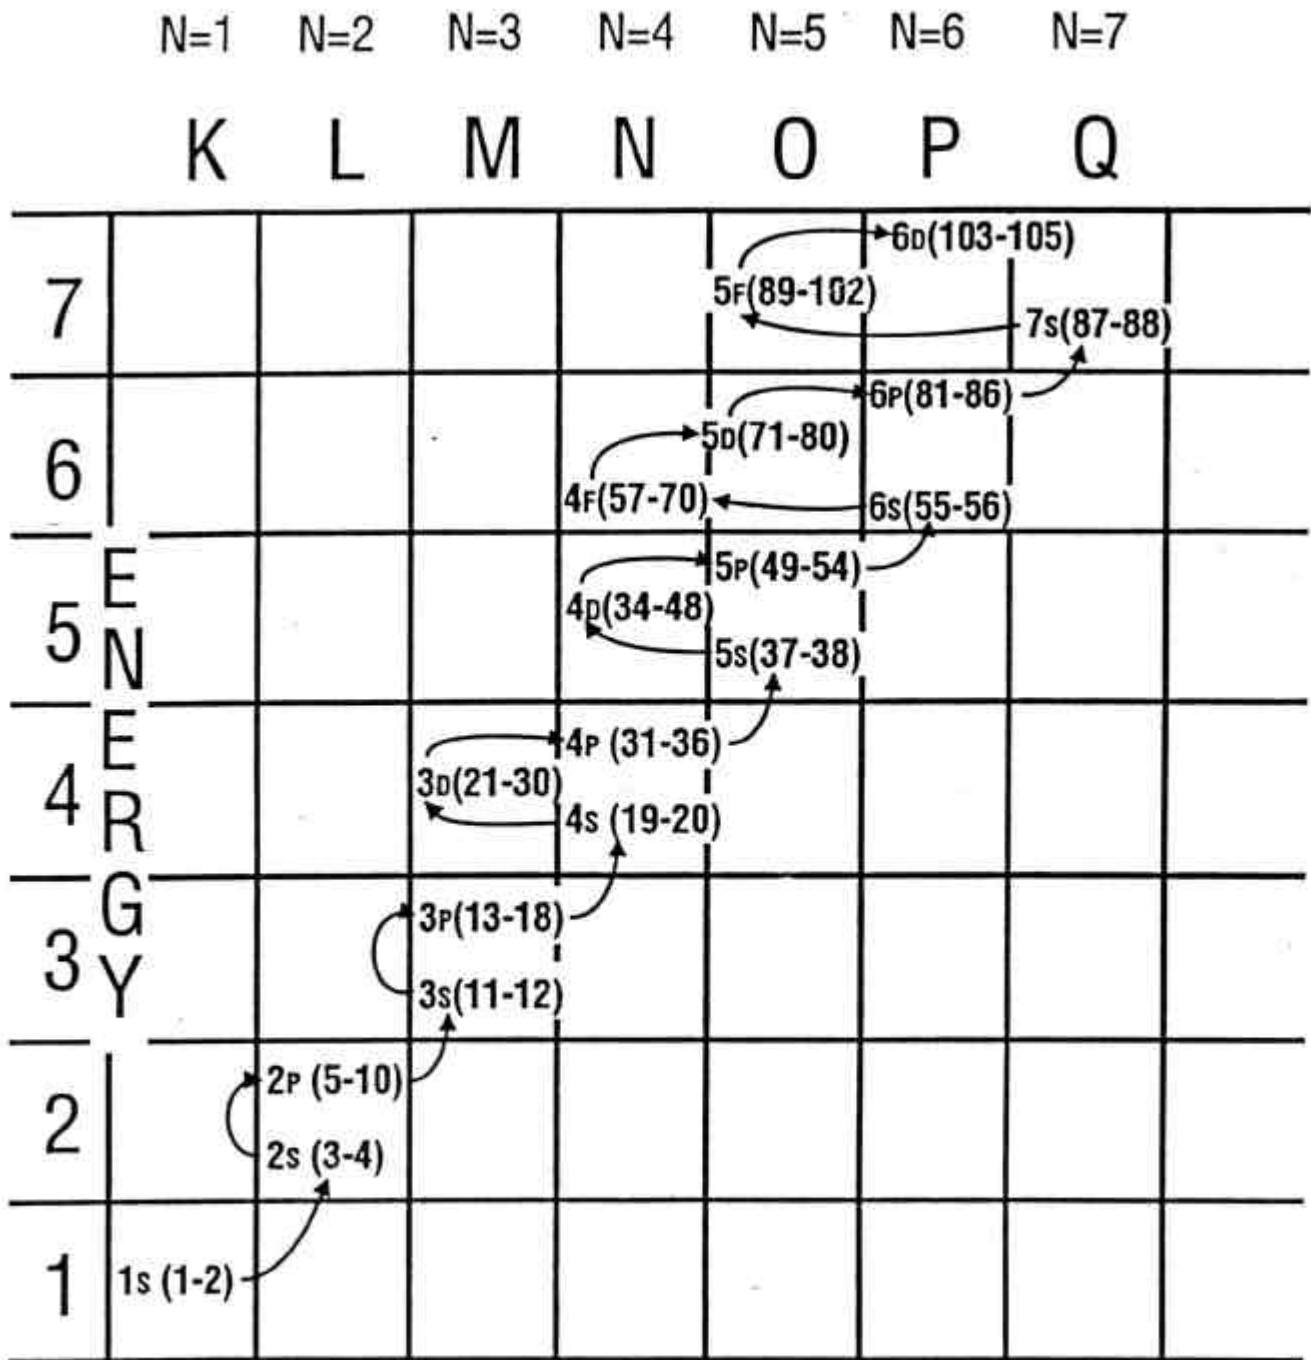 N=1 N=2 N=3 N=4 N=5 N=6 N=7
K L M N O P Q
7
6D(103-105)
5F(89-102)
7S(87-88)
6
6P(81-86)
5D(71-80)
4F(57-70)
6S(55-56)
5
5P(49-54)
4D(34-48)
5S(37-38)
4
4P (31-36)
3D(21-30)
4S (19-20)
3
3P(13-18)
3S(11-12)
2
2P (5-10)
2S (3-4)
1
1S (1-2)
ENERGY